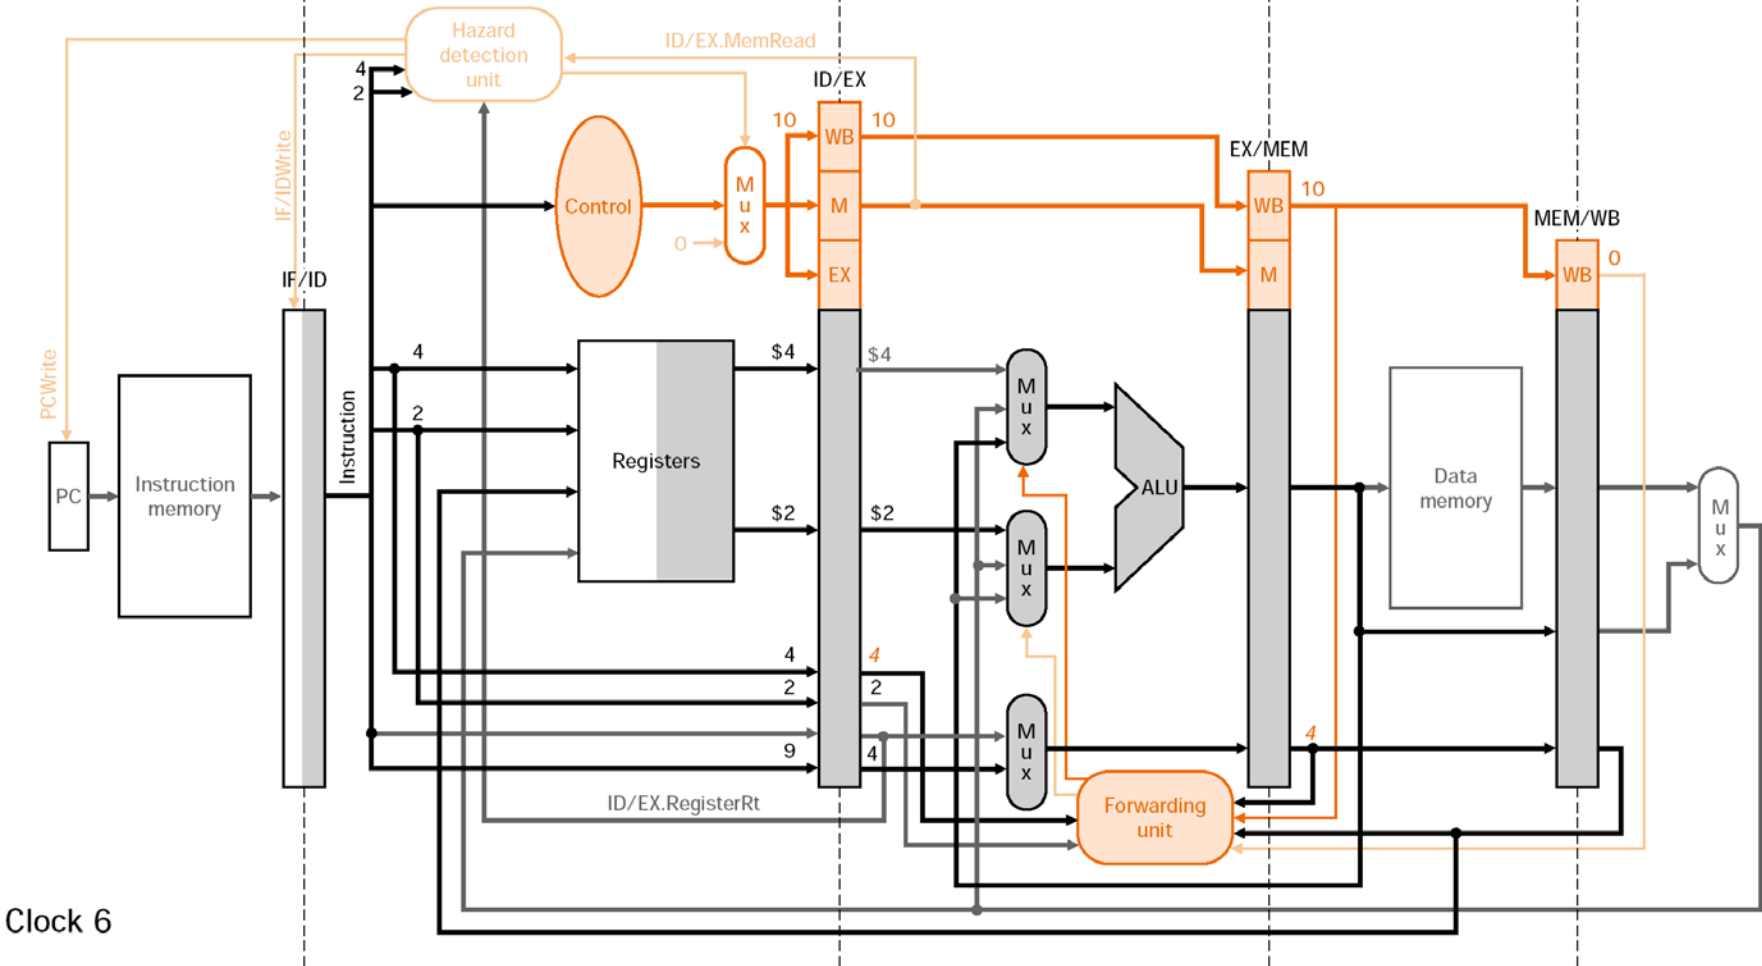 Hazard
detection
unit
ID/EX.MemRead
4
2
ID/EX
10
WB
10
IF/IDWrite
M
u
x
Control
M
0
EX
EX/MEM
10
WB
M
MEM/WB
0
WB
IF/ID
PCWrite
Instruction
4
2
$4
$4
$2
$2
M
u
x
M
u
x
ALU
PC
Instruction
memory
Registers
Data
memory
M
u
x
4
4
2
2
9
4
M
u
x
4
ID/EX.RegisterRt
Forwarding
unit
Clock 6